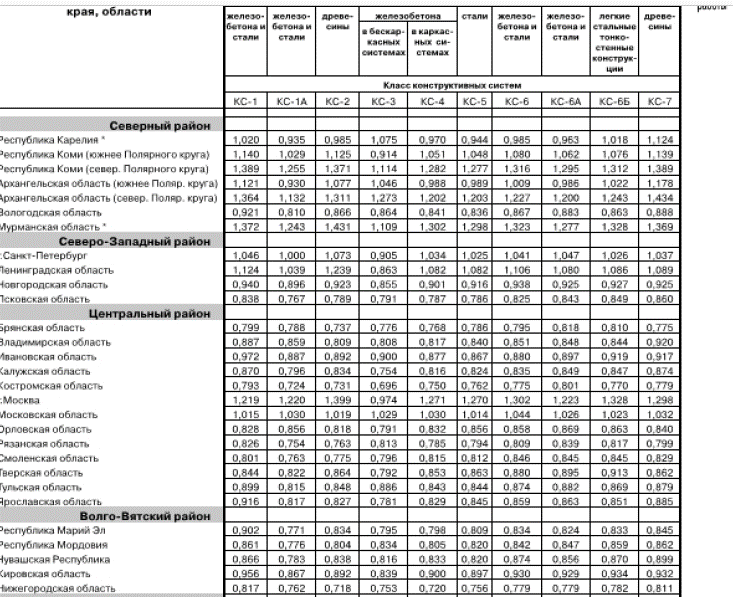 края, области железо-бетона и стали железо-бетона и стали древе-сины железобетона в бескар-касных системах в каркас-ных си-стемах стали железо-бетона и стали железо-бетона и стали легкие стальные тонко-стенные конструк-ции древе-сины работы
Класс конструктивных систем
КС-1 КС-1А КС-2 КС-3 КС-4 КС-5 КС-6 КС-6А КС-6Б КС-7
Северный район
Республика Карелия * 1,020 0,935 0,985 1,075 0,970 0,944 0,985 0,963 1,018 1,124
Республика Коми (южнее Полярного круга) 1,140 1,029 1,125 0,914 1,051 1,048 1,080 1,062 1,076 1,139
Республика Коми (север. Полярного круга) 1,389 1,255 1,371 1,114 1,282 1,277 1,316 1,295 1,312 1,389
Архангельская область (южнее Поляр. круга) 1,121 0,930 1,077 1,046 0,988 0,989 1,009 0,986 1,022 1,178
Архангельская область (север. Поляр. круга) 1,364 1,132 1,311 1,273 1,202 1,203 1,227 1,200 1,243 1,434
Вологодская область 0,921 0,810 0,866 0,864 0,841 0,836 0,867 0,883 0,863 0,888
Мурманская область * 1,372 1,243 1,431 1,109 1,302 1,298 1,323 1,277 1,328 1,369
Северо-Западный район
г.Санкт-Петербург 1,046 1,000 1,073 0,905 1,034 1,025 1,041 1,047 1,026 1,037
Ленинградская область 1,124 1,039 1,239 0,863 1,082 1,082 1,106 1,080 1,086 1,089
Новгородская область 0,940 0,896 0,923 0,855 0,901 0,916 0,938 0,925 0,927 0,925
Псковская область 0,838 0,767 0,789 0,791 0,787 0,786 0,825 0,843 0,849 0,860
Центральный район
Брянская область 0,799 0,788 0,737 0,776 0,768 0,786 0,795 0,818 0,810 0,775
Владимирская область 0,887 0,859 0,809 0,808 0,817 0,840 0,851 0,848 0,844 0,920
Ивановская область 0,972 0,887 0,892 0,900 0,877 0,867 0,880 0,897 0,919 0,917
Калужская область 0,870 0,796 0,834 0,754 0,816 0,824 0,835 0,849 0,847 0,874
Костромская область 0,793 0,724 0,731 0,696 0,750 0,762 0,775 0,801 0,770 0,779
г.Москва 1,219 1,220 1,399 0,974 1,271 1,270 1,302 1,223 1,328 1,298
Московская область 1,015 1,030 1,019 1,029 1,030 1,014 1,044 1,026 1,023 1,032
Орловская область 0,828 0,856 0,818 0,791 0,832 0,856 0,858 0,869 0,863 0,840
Рязанская область 0,826 0,754 0,763 0,813 0,785 0,794 0,809 0,839 0,817 0,799
Смоленская область 0,801 0,763 0,775 0,796 0,815 0,812 0,846 0,845 0,845 0,829
Тверская область 0,844 0,822 0,864 0,792 0,853 0,863 0,880 0,895 0,913 0,862
Тульская область 0,899 0,815 0,848 0,886 0,843 0,844 0,874 0,882 0,869 0,879
Ярославская область 0,916 0,817 0,827 0,781 0,829 0,845 0,859 0,863 0,851 0,885
Волго-Вятский район
Республика Марий Эл 0,902 0,771 0,834 0,795 0,798 0,809 0,834 0,824 0,833 0,845
Республика Мордовия 0,861 0,776 0,804 0,834 0,805 0,820 0,842 0,847 0,859 0,862
Чувашская Республика 0,866 0,783 0,838 0,816 0,833 0,820 0,874 0,856 0,870 0,899
Кировская область 0,956 0,867 0,892 0,839 0,900 0,897 0,930 0,929 0,934 0,932
Нижегородская область 0,817 0,762 0,718 0,753 0,720 0,756 0,779 0,779 0,782 0,811